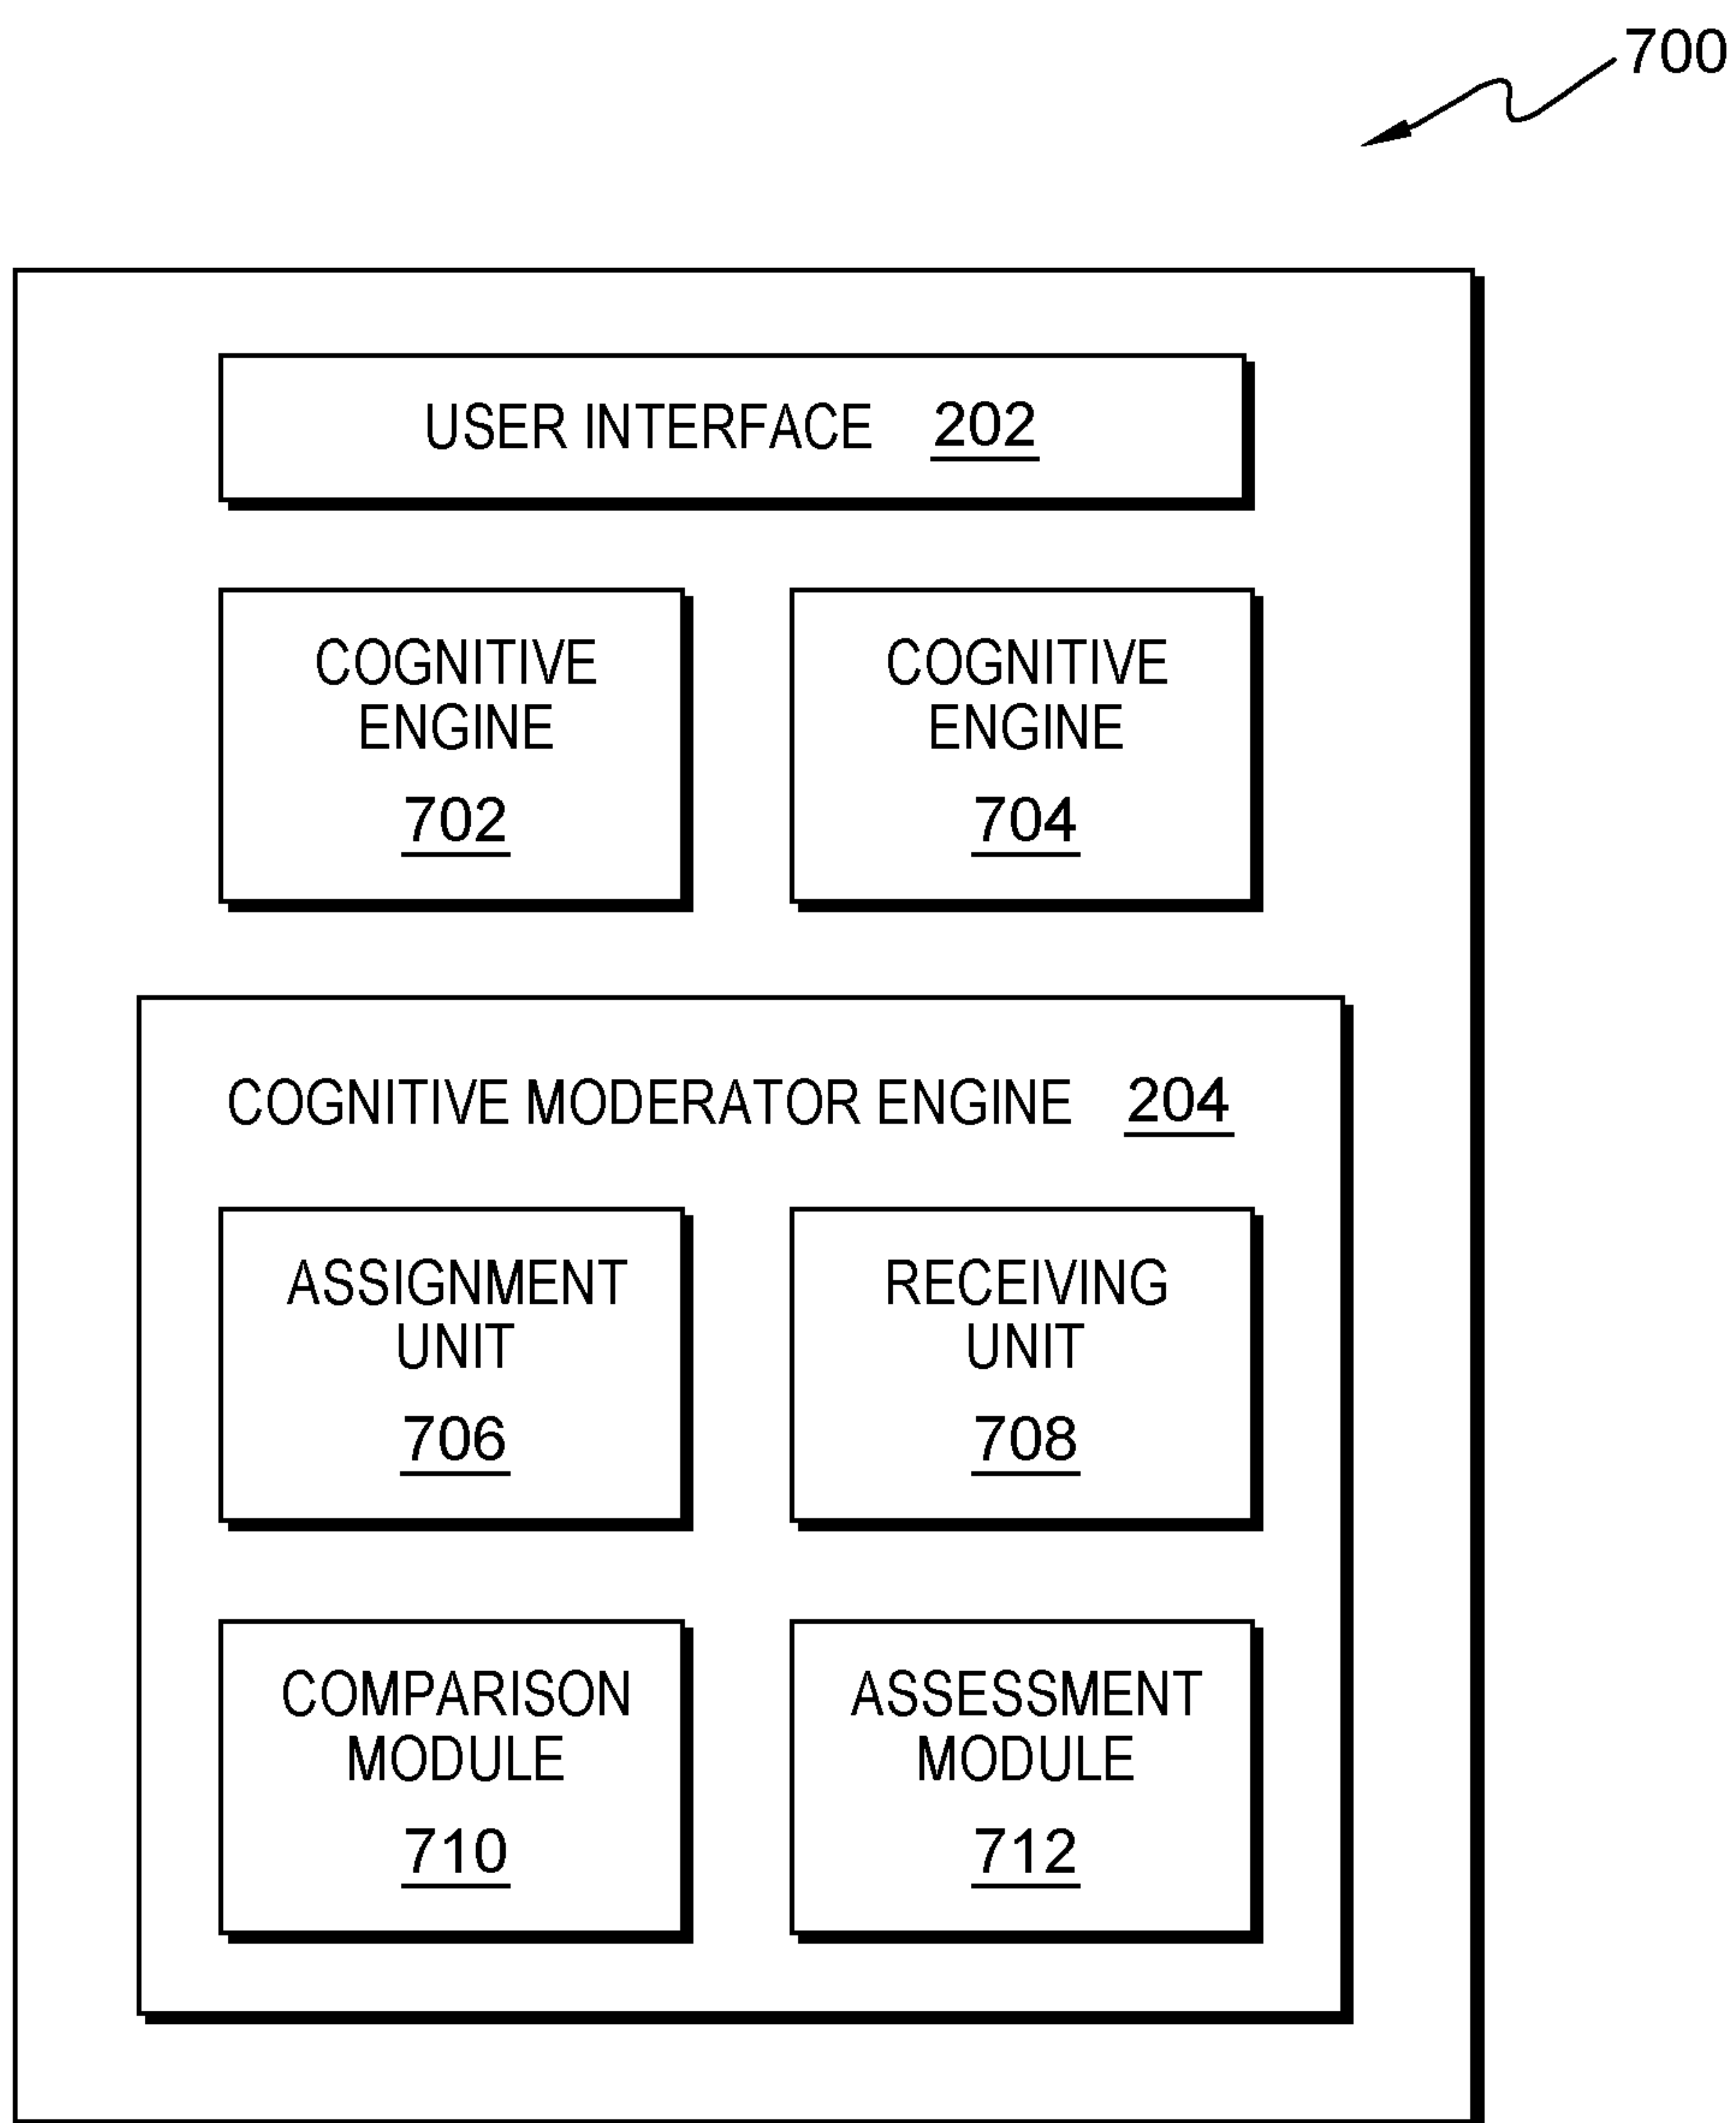 700
USER INTERFACE 202
COGNITIVE
ENGINE
702
COGNITIVE
ENGINE
704
COGNITIVE MODERATOR ENGINE 204
ASSIGNMENT
UNIT
706
RECEIVING
UNIT
708
COMPARISON
MODULE
710
ASSESSMENT
MODULE
712